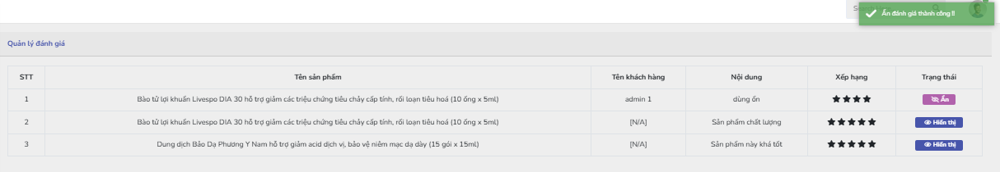 Ẩn đánh giá thành công !!
Quản lý đánh giá
STT Tên sản phẩm Tên khách hàng Nội dung Xếp hạng Trạng thái
1 Bào tử lợi khuẩn Livespo DIA 30 hỗ trợ giảm các triệu chứng tiêu chảy cấp tính, rối loạn tiêu hoá (10 ống x 5ml) admin 1 dùng ổn Ẩn
2 Bào tử lợi khuẩn Livespo DIA 30 hỗ trợ giảm các triệu chứng tiêu chảy cấp tính, rối loạn tiêu hoá (10 ống x 5ml) [N/A] Sản phẩm chất lượng Hiển thị
3 Dung dịch Bảo Dạ Phương Y Nam hỗ trợ giảm acid dịch vị, bảo vệ niêm mạc dạ dày (15 gói x 15ml) [N/A] Sản phẩm này khá tốt Hiển thị